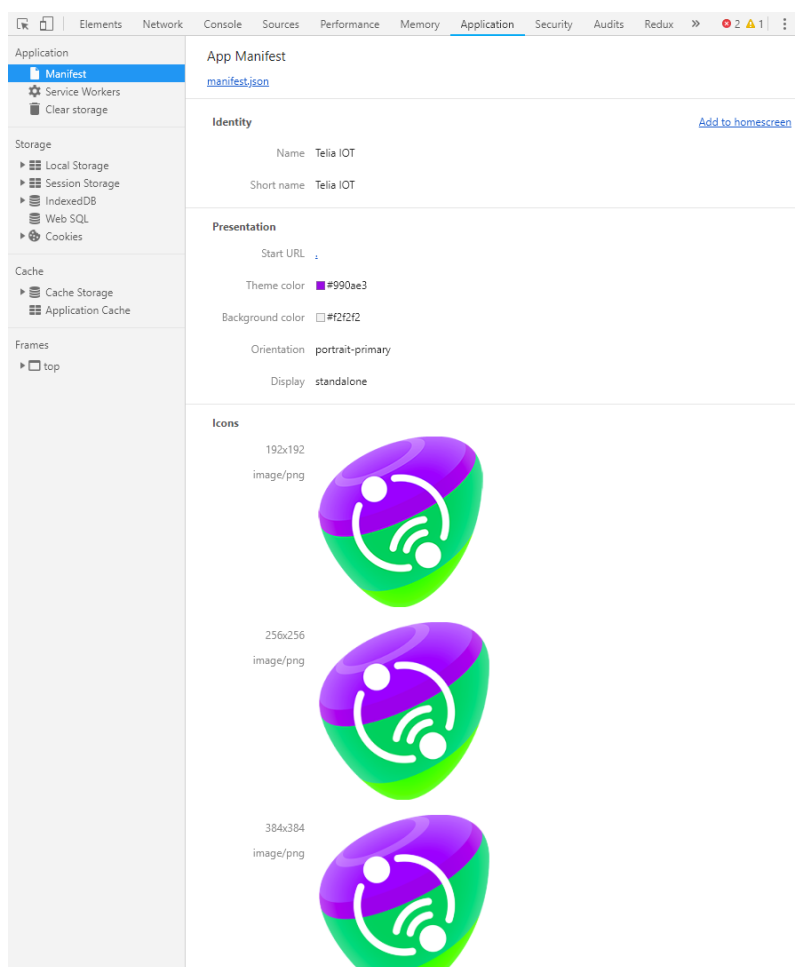 Elements Network Console Sources Performance Memory Application Security Audits Redux » 2 1
Application
Manifest
Service Workers
Clear storage
Storage
Local Storage
Session Storage
IndexedDB
Web SQL
Cookies
Cache
Cache Storage
Application Cache
Frames
top
App Manifest
manifest.json
Identity Add to homescreen
Name Telia IOT
Short name Telia IOT
Presentation
Start URL .
Theme color #990ae3
Background color #f2f2f2
Orientation portrait-primary
Display standalone
Icons
192x192
image/png
256x256
image/png
384x384
image/png